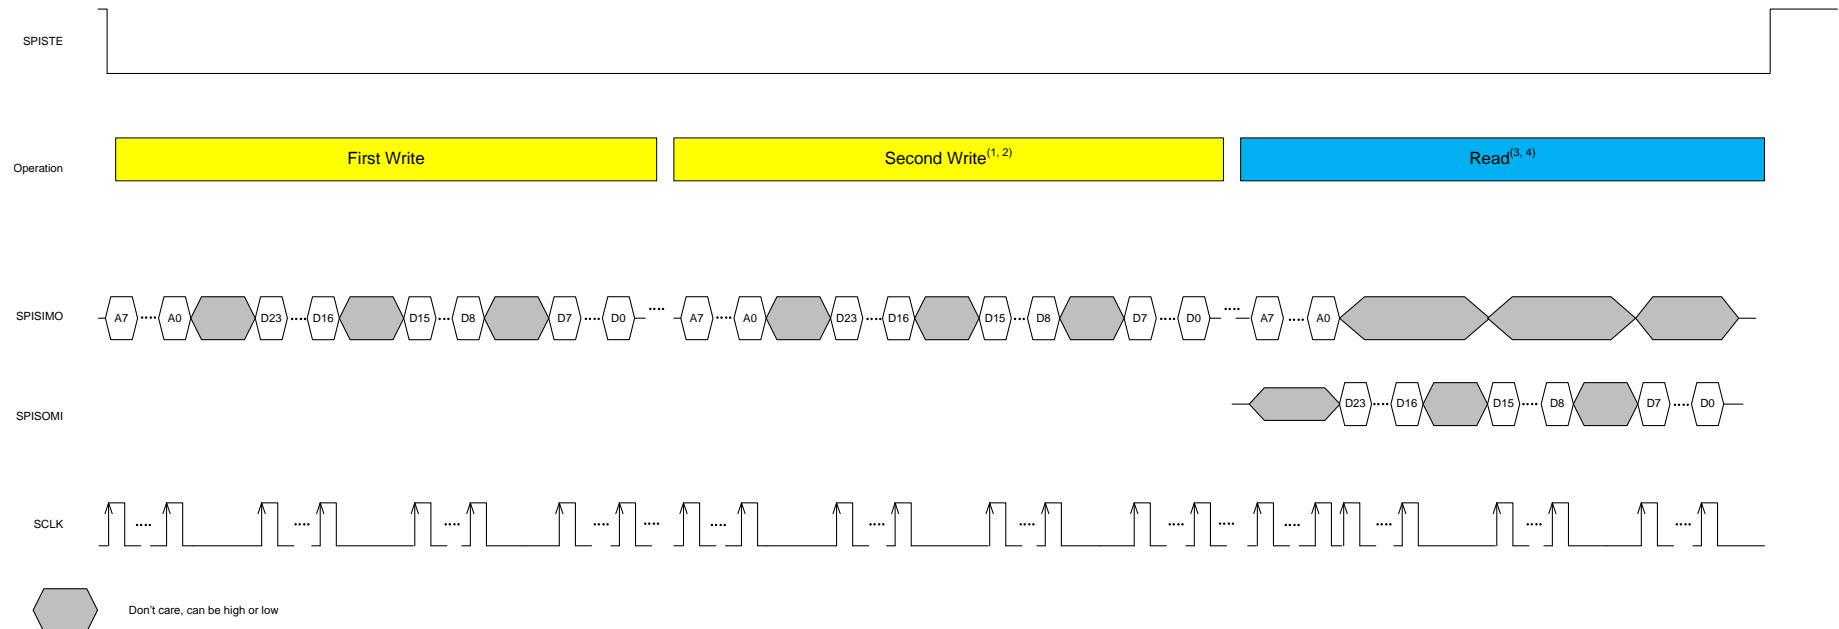 SPISTE
Operation First Write Second Write(1, 2) Read(3, 4)
SPISIMO A7 .... A0 D23 .... D16 D15 ... D8 D7 .... D0 .... A7 .... A0 D23 .... D16 D15 ... D8 D7 .... D0 .... A7 .... A0
SPISOMI D23 .... D16 D15 .... D8 D7 .... D0
SCLK .... .... .... .... .... .... .... .... .... .... .... .... ....
Don't care, can be high or low